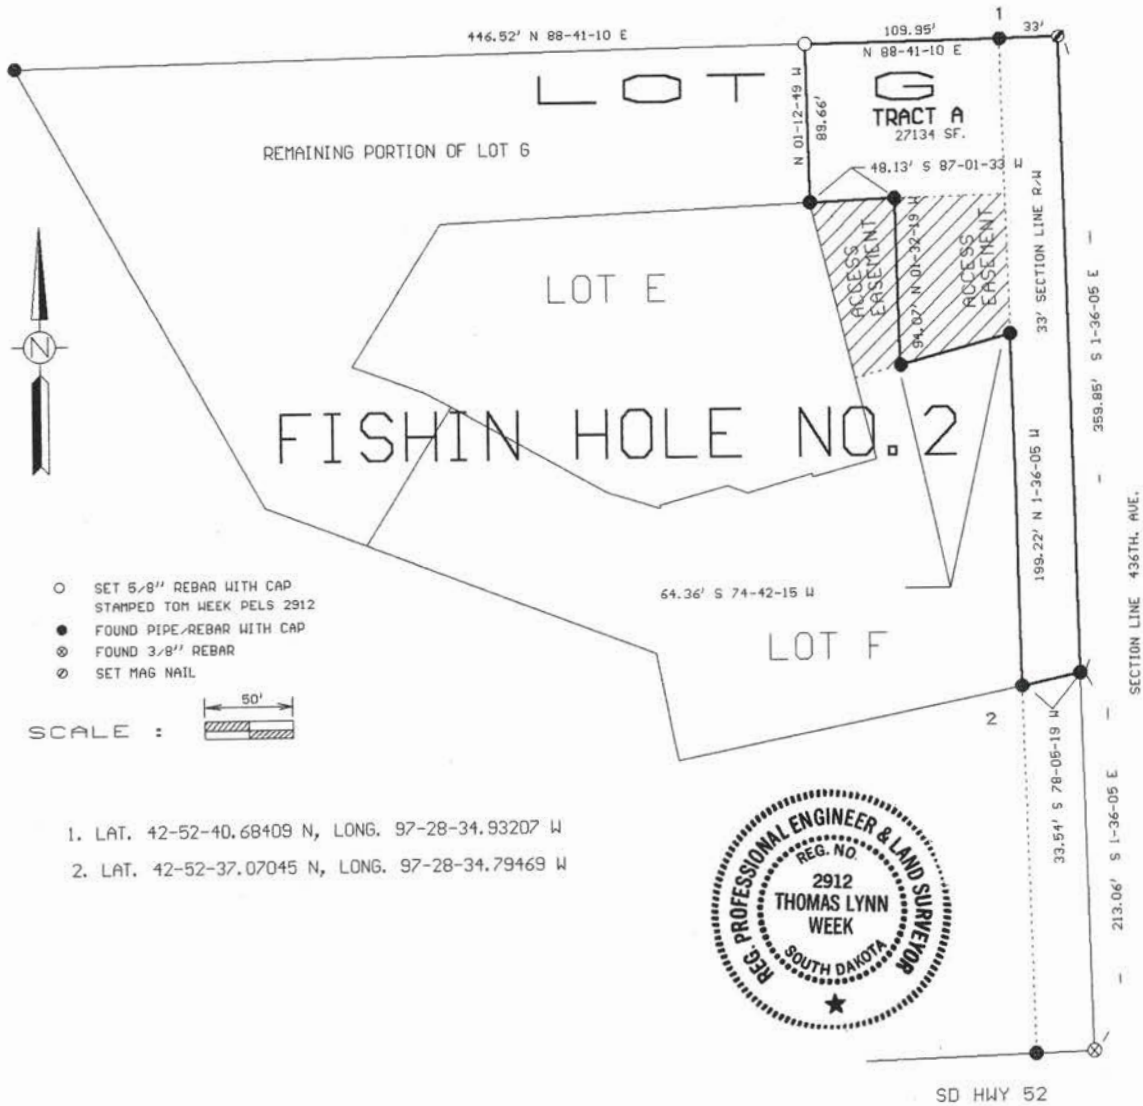 1
446.52' N 88-41-10 E
109.95'
33'
N 88-41-10 E
LOT G
TRACT A
27134 SF.
N 01-12-49 W
89.66'
REMAINING PORTION OF LOT G
48.13' S 87-01-33 W
33' SECTION LINE R/W
ACCESS
EASEMENT
94.07' N 01-32-19 W
ACCESS
EASEMENT
359.85' S 1-36-05 E
LOT E
N
FISHIN HOLE NO. 2
199.22' N 1-36-05 W
SECTION LINE 436TH. AVE.
64.36' S 74-42-15 W
LOT F
SET 5/8" REBAR WITH CAP
STAMPED TOM WEEK PELS 2912
FOUND PIPE/REBAR WITH CAP
FOUND 3/8" REBAR
SET MAG NAIL
50'
SCALE :
2
33.54' S 78-05-19 W
213.06' S 1-36-05 E
1. LAT. 42-52-40.68409 N, LONG. 97-28-34.93207 W
2. LAT. 42-52-37.07045 N, LONG. 97-28-34.79469 W
REG. PROFESSIONAL ENGINEER & LAND SURVEYOR
REG. NO.
2912
THOMAS LYNN
WEEK
SOUTH DAKOTA
SD HWY 52